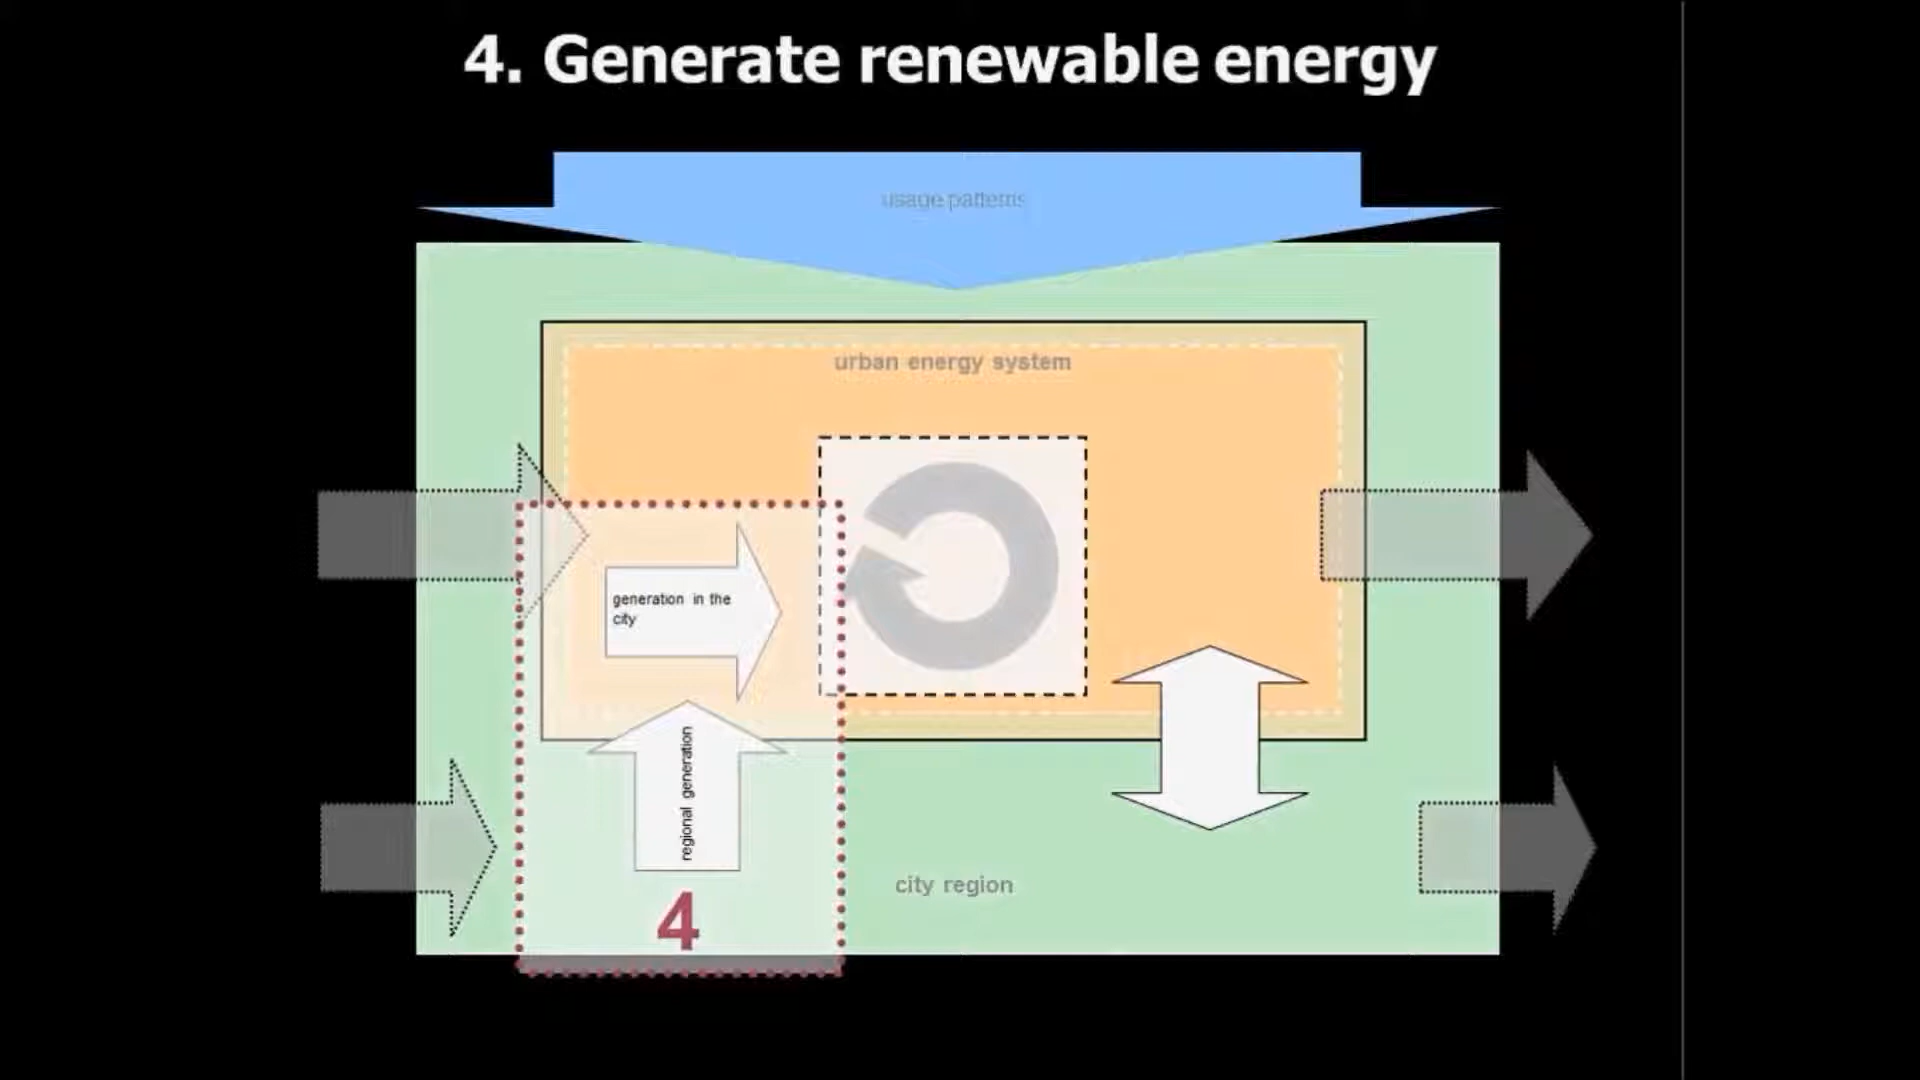 4. Generate renewable energy
usage patterns
urban energy system
generation in the
city
regional generation
4
city region